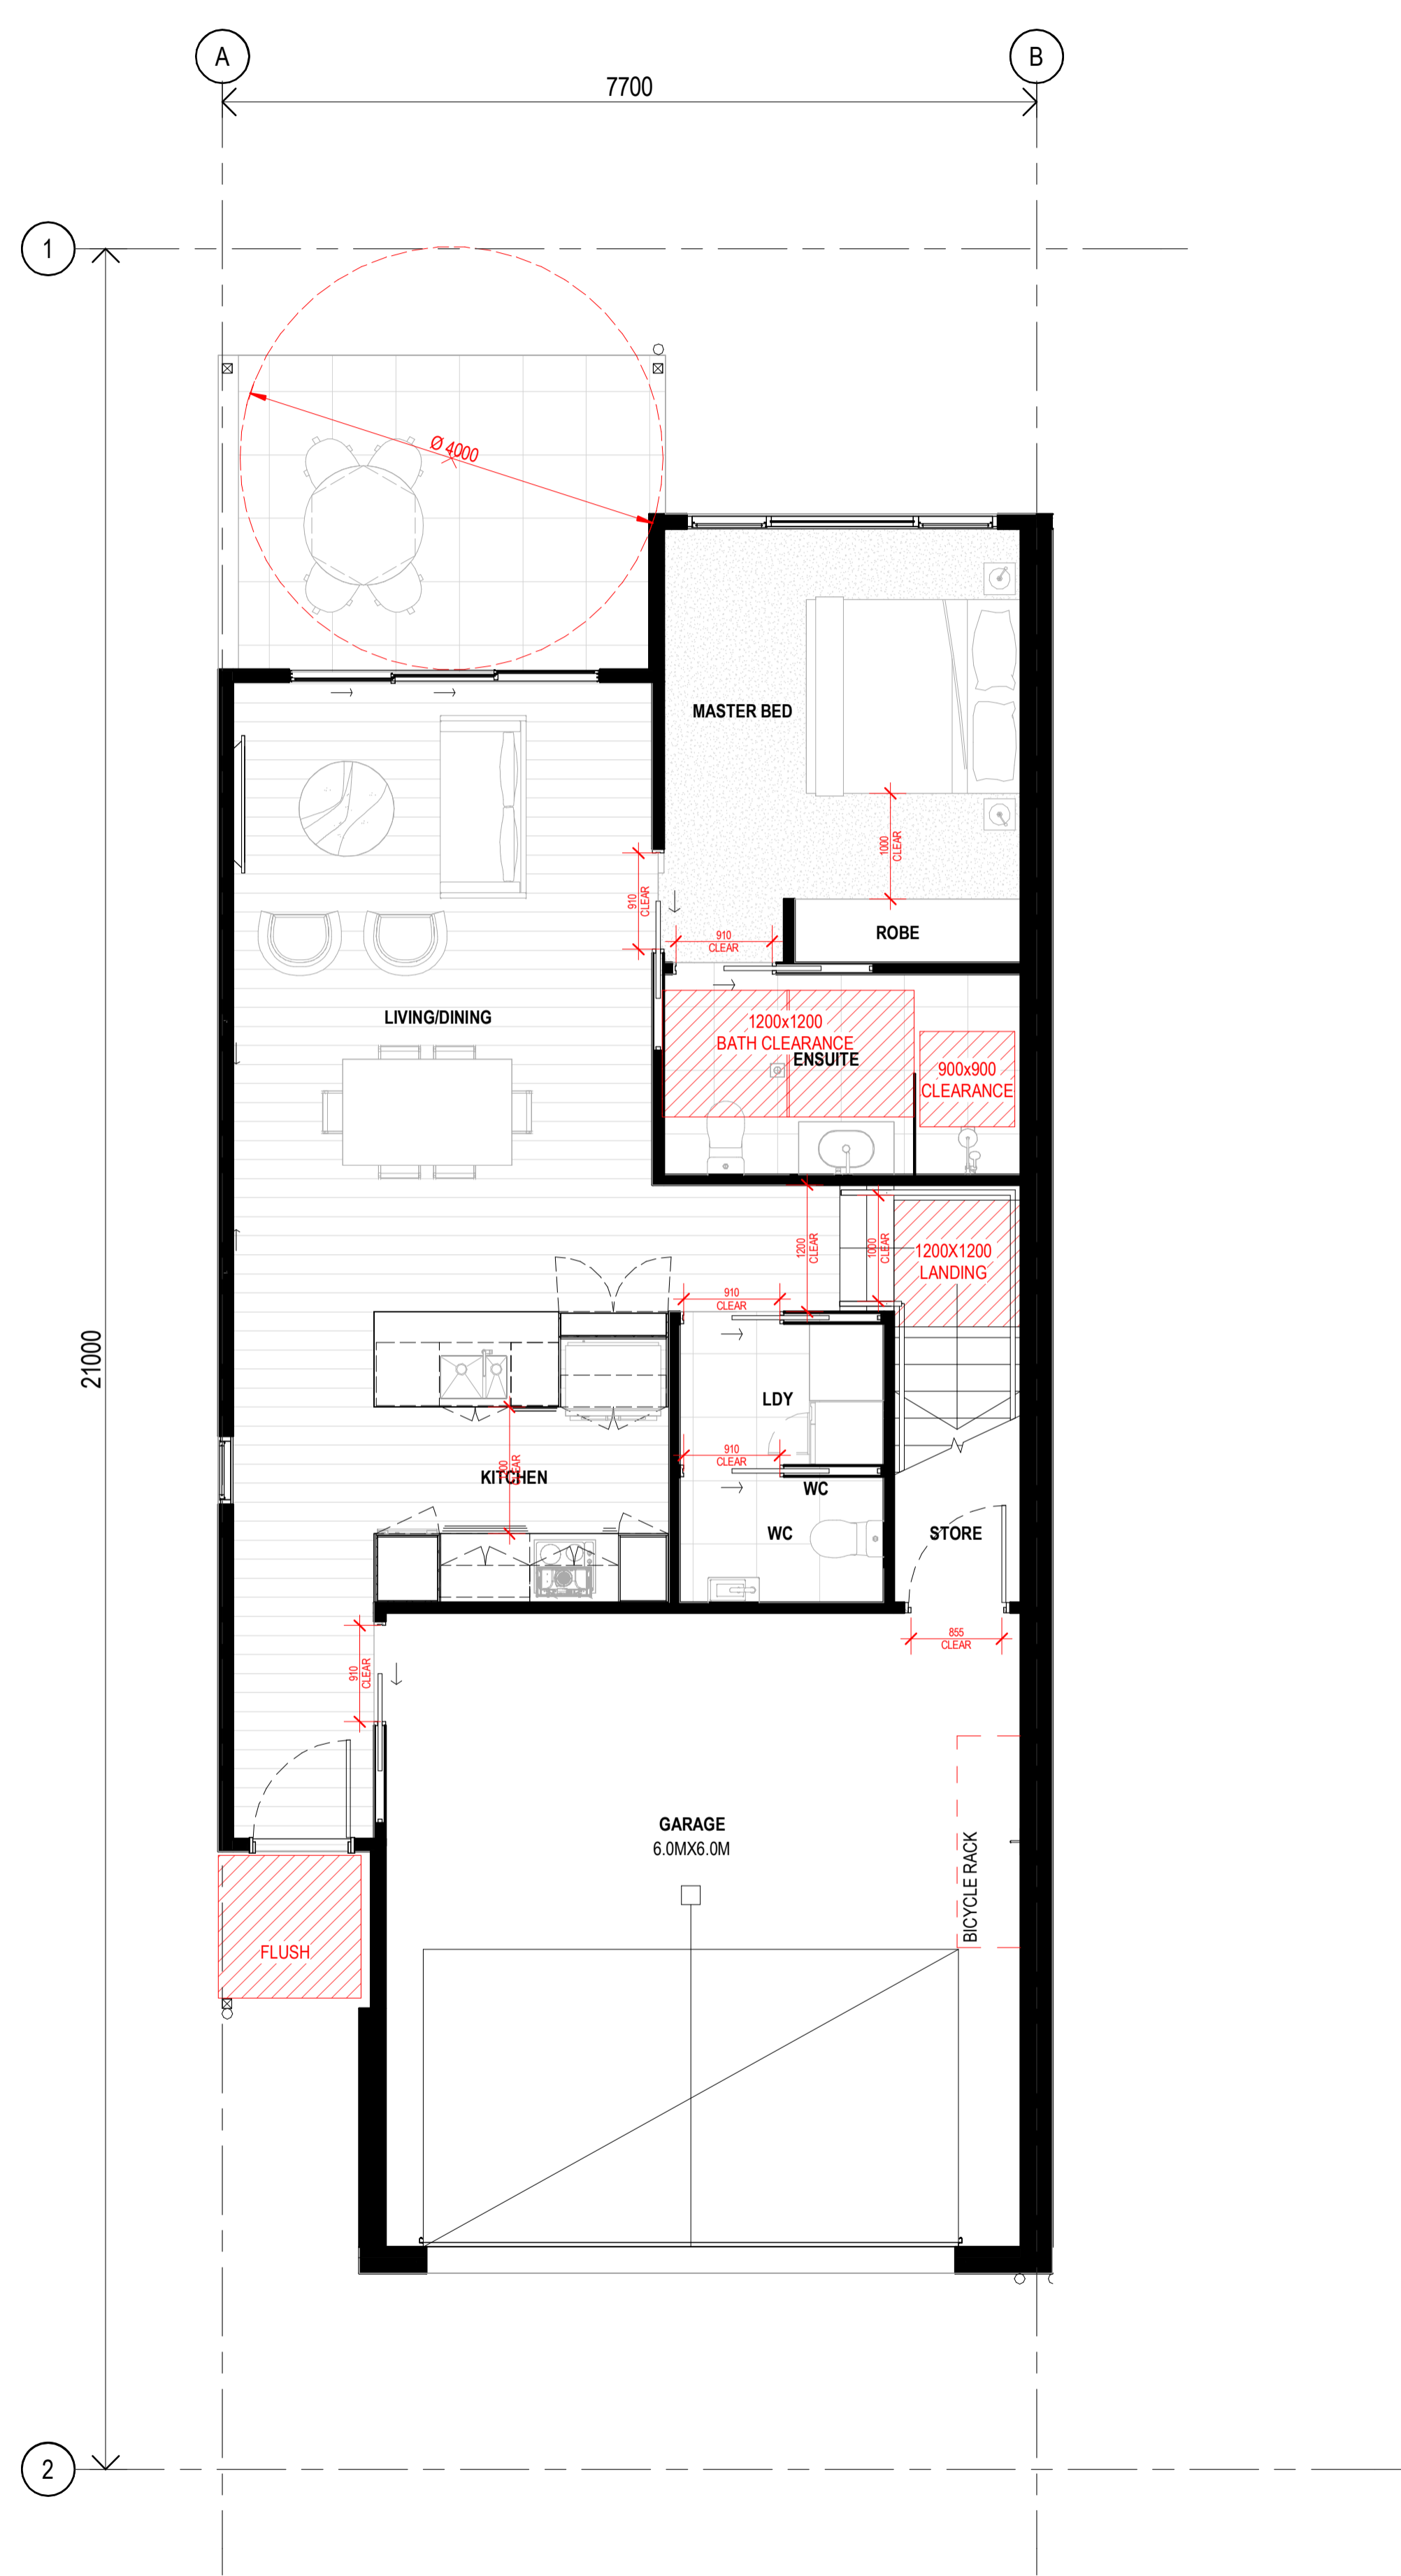 A
B
7700
1
Ø 4000
MASTER BED
1000
CLEAR
910
CLEAR
ROBE
910
CLEAR
LIVING/DINING
1200x1200
BATH CLEARANCE
ENSUITE
900x900
CLEARANCE
1200
CLEAR
1000
CLEAR
1200X1200
LANDING
910
CLEAR
21000
LDY
910
CLEAR
KITCHEN
CLEAR
WC
WC
STORE
855
CLEAR
910
CLEAR
GARAGE
6.0MX6.0M
BICYCLE RACK
FLUSH
2